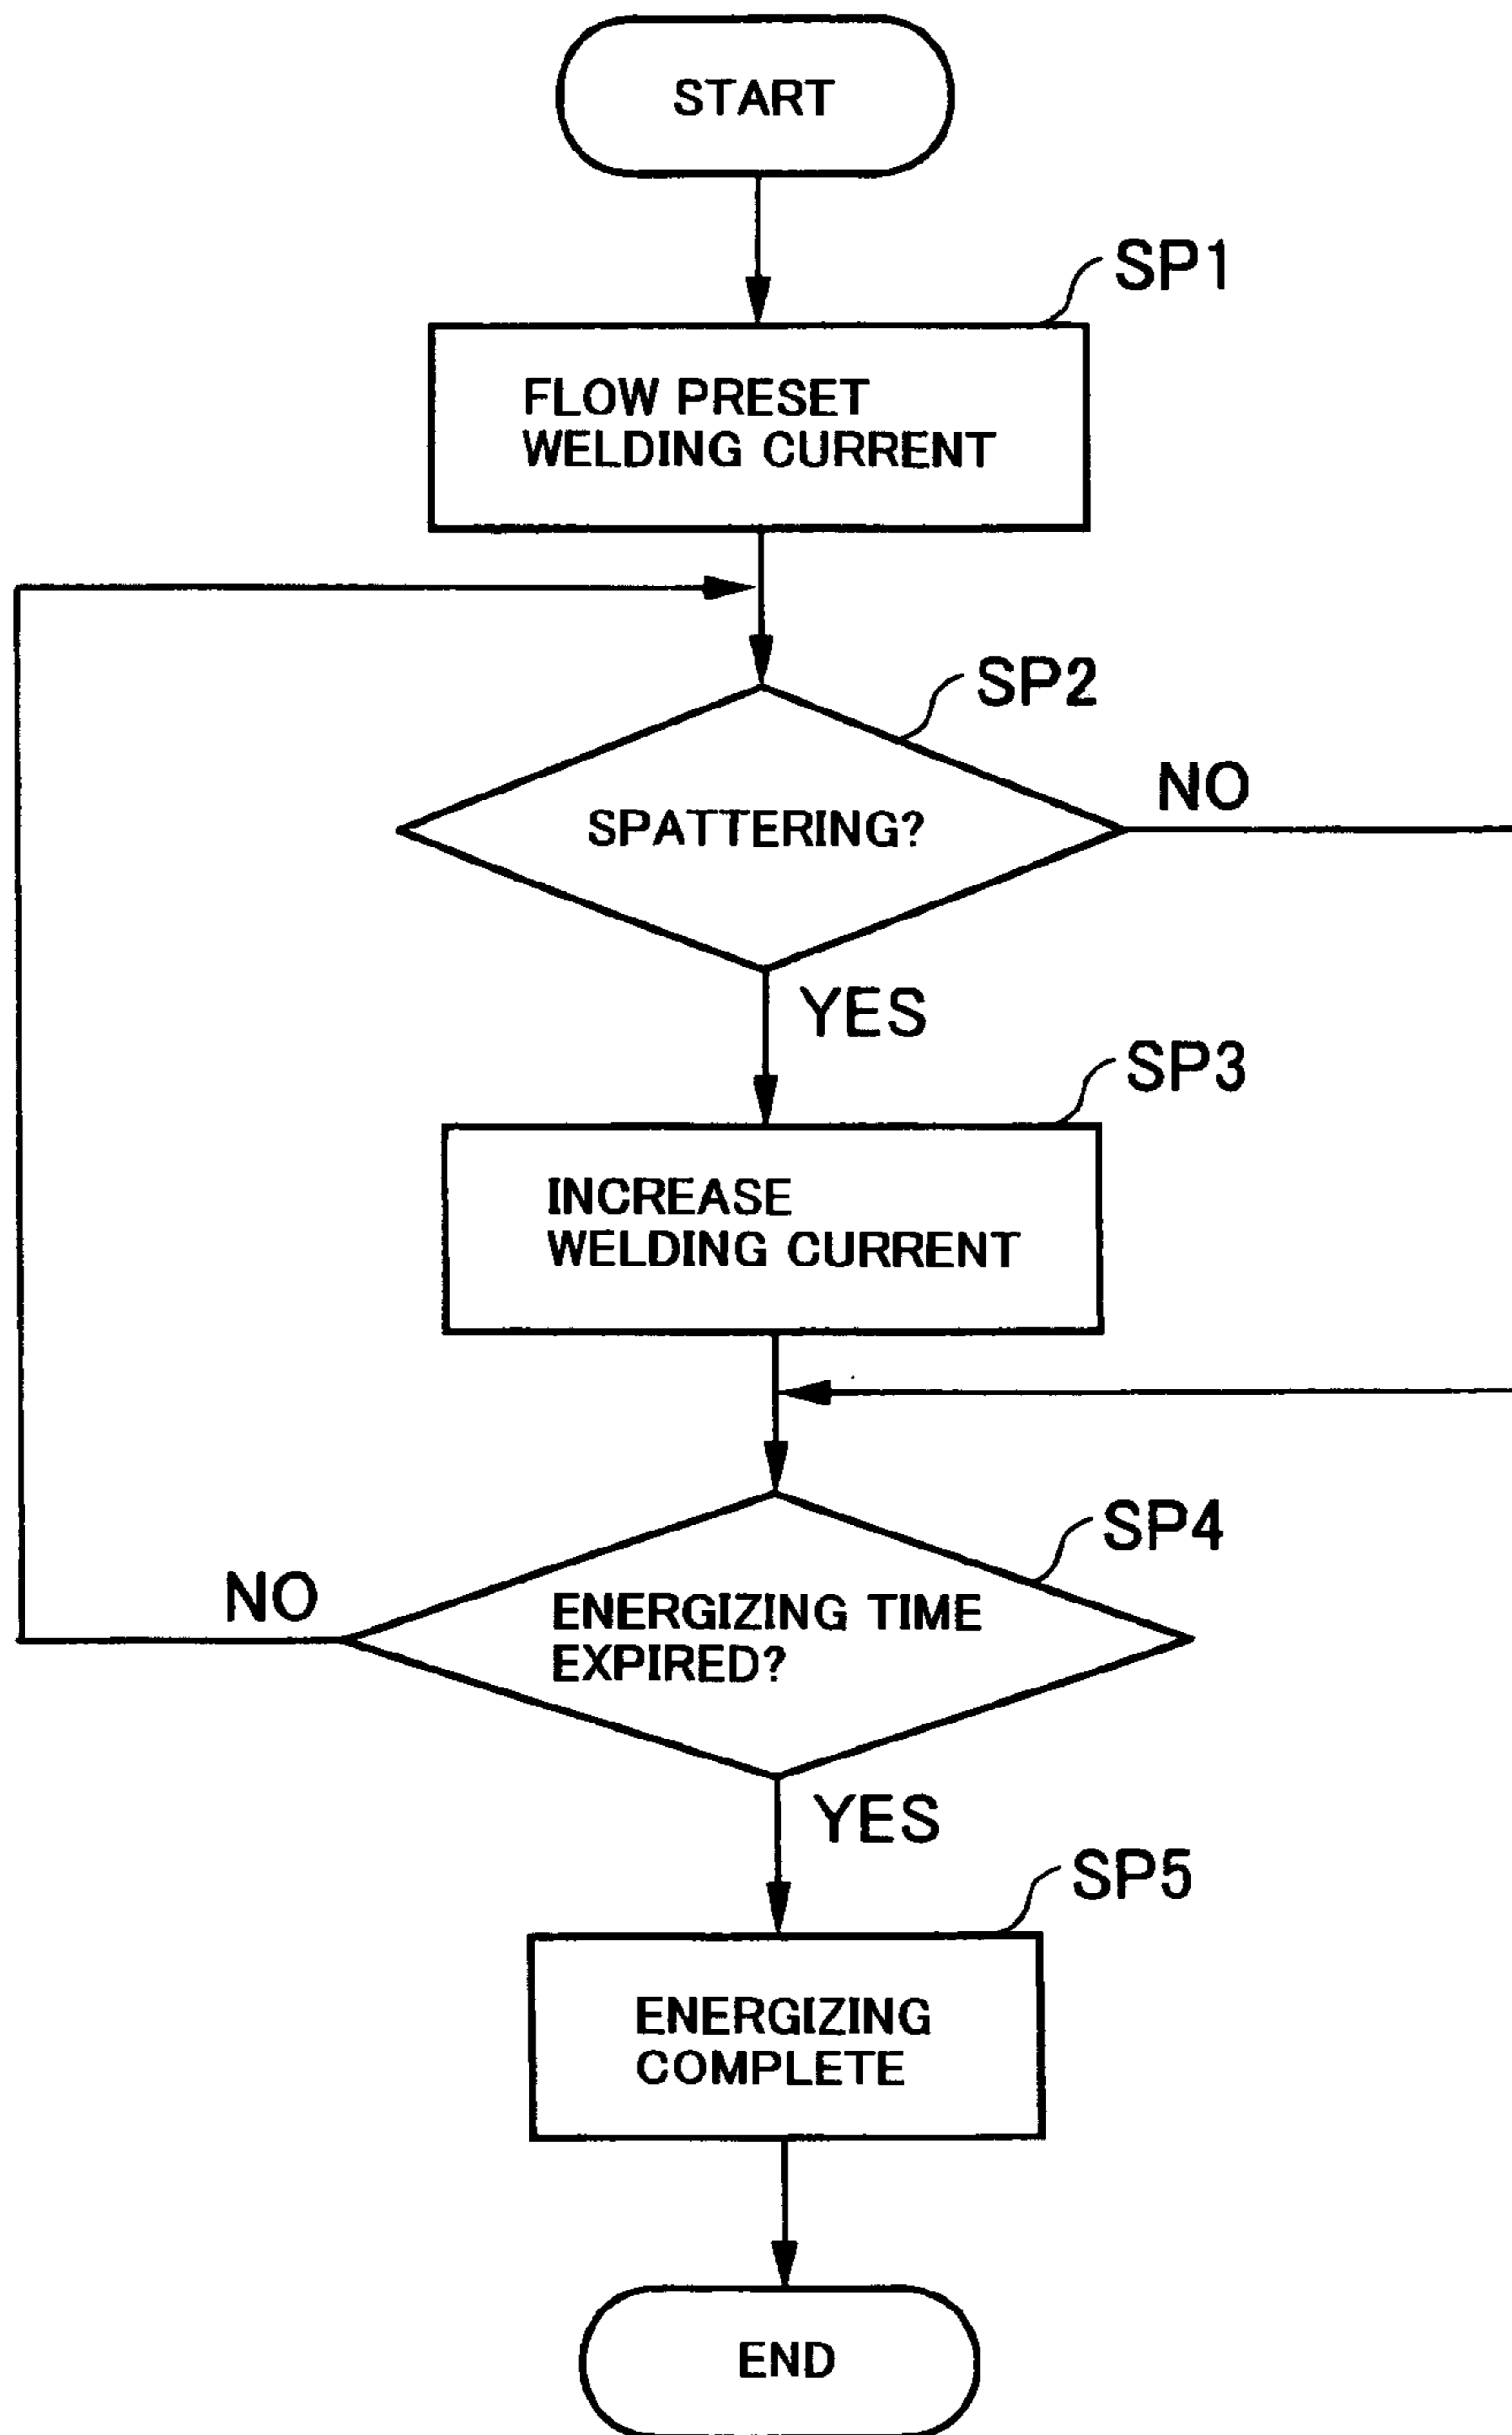 START
SP1
FLOW PRESET
WELDING CURRENT
SP2
SPATTERING?
NO
YES
SP3
INCREASE
WELDING CURRENT
SP4
NO
ENERGIZING TIME
EXPIRED?
YES
SP5
ENERGIZING
COMPLETE
END